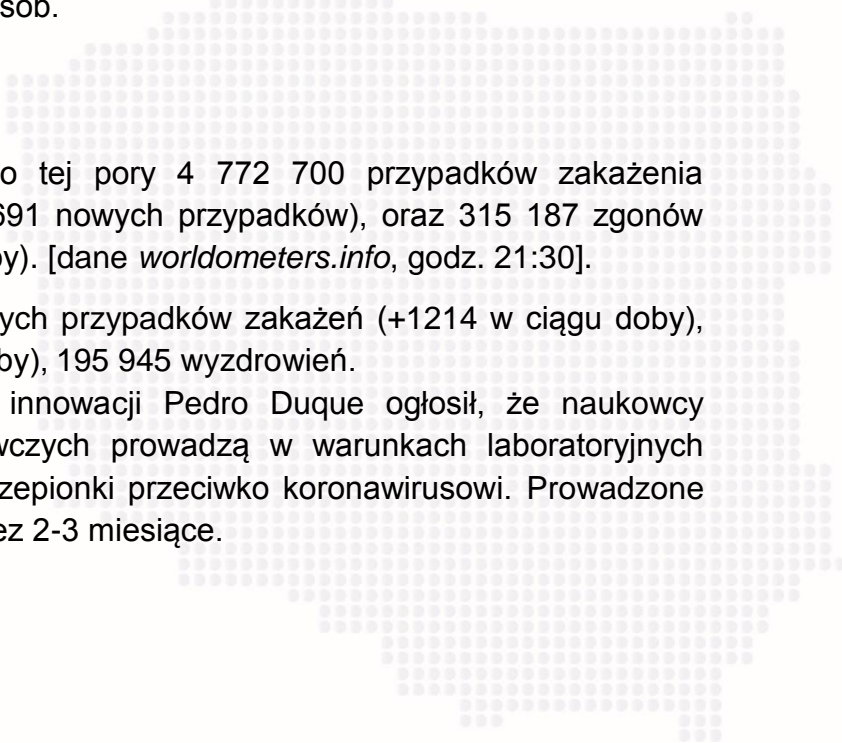 sób.
o tej pory 4 772 700 przypadków zakażenia
691 nowych przypadków), oraz 315 187 zgonów
by). [dane worldometers.info, godz. 21:30].
ych przypadków zakażeń (+1214 w ciągu doby),
by), 195 945 wyzdrowień.
innowacji Pedro Duque ogłosił, że naukowcy
wczych prowadzą w warunkach laboratoryjnych
zepionki przeciwko koronawirusowi. Prowadzone
ez 2-3 miesiące.